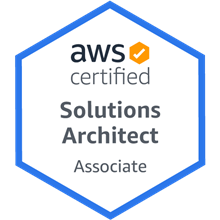 aws
certified
Solutions
Architect
Associate